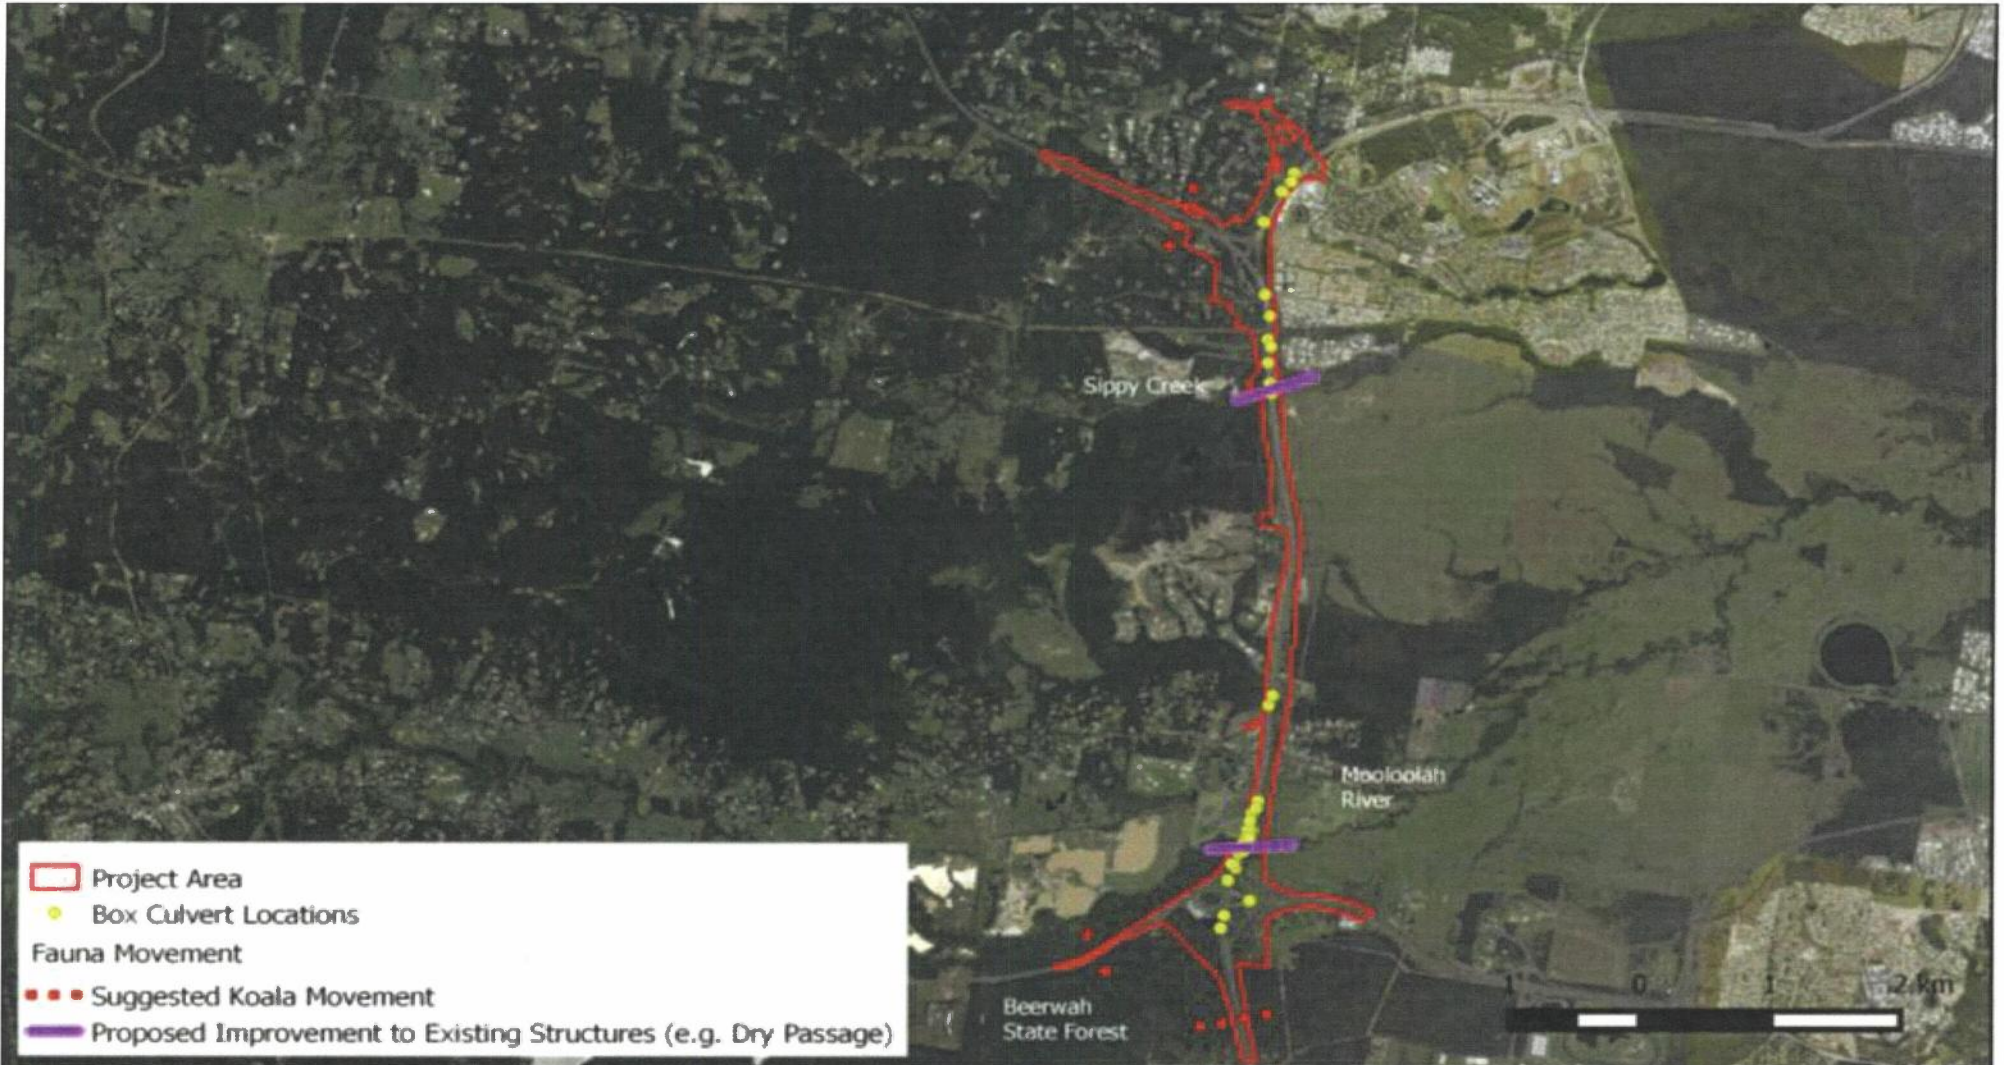 Sippy Creek
Mooloolah
River
Project Area
Box Culvert Locations
Fauna Movement
Suggested Koala Movement
Proposed Improvement to Existing Structures (e.g. Dry Passage)
Beerwah
State Forest
1 0 1 2 km